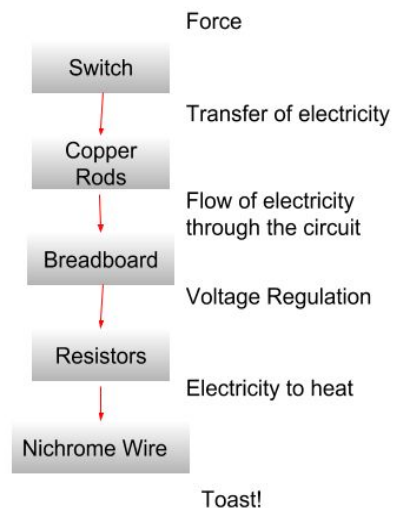 Force
Switch
Transfer of electricity
Copper
Rods
Flow of electricity
through the circuit
Breadboard
Voltage Regulation
Resistors
Electricity to heat
Nichrome Wire
Toast!